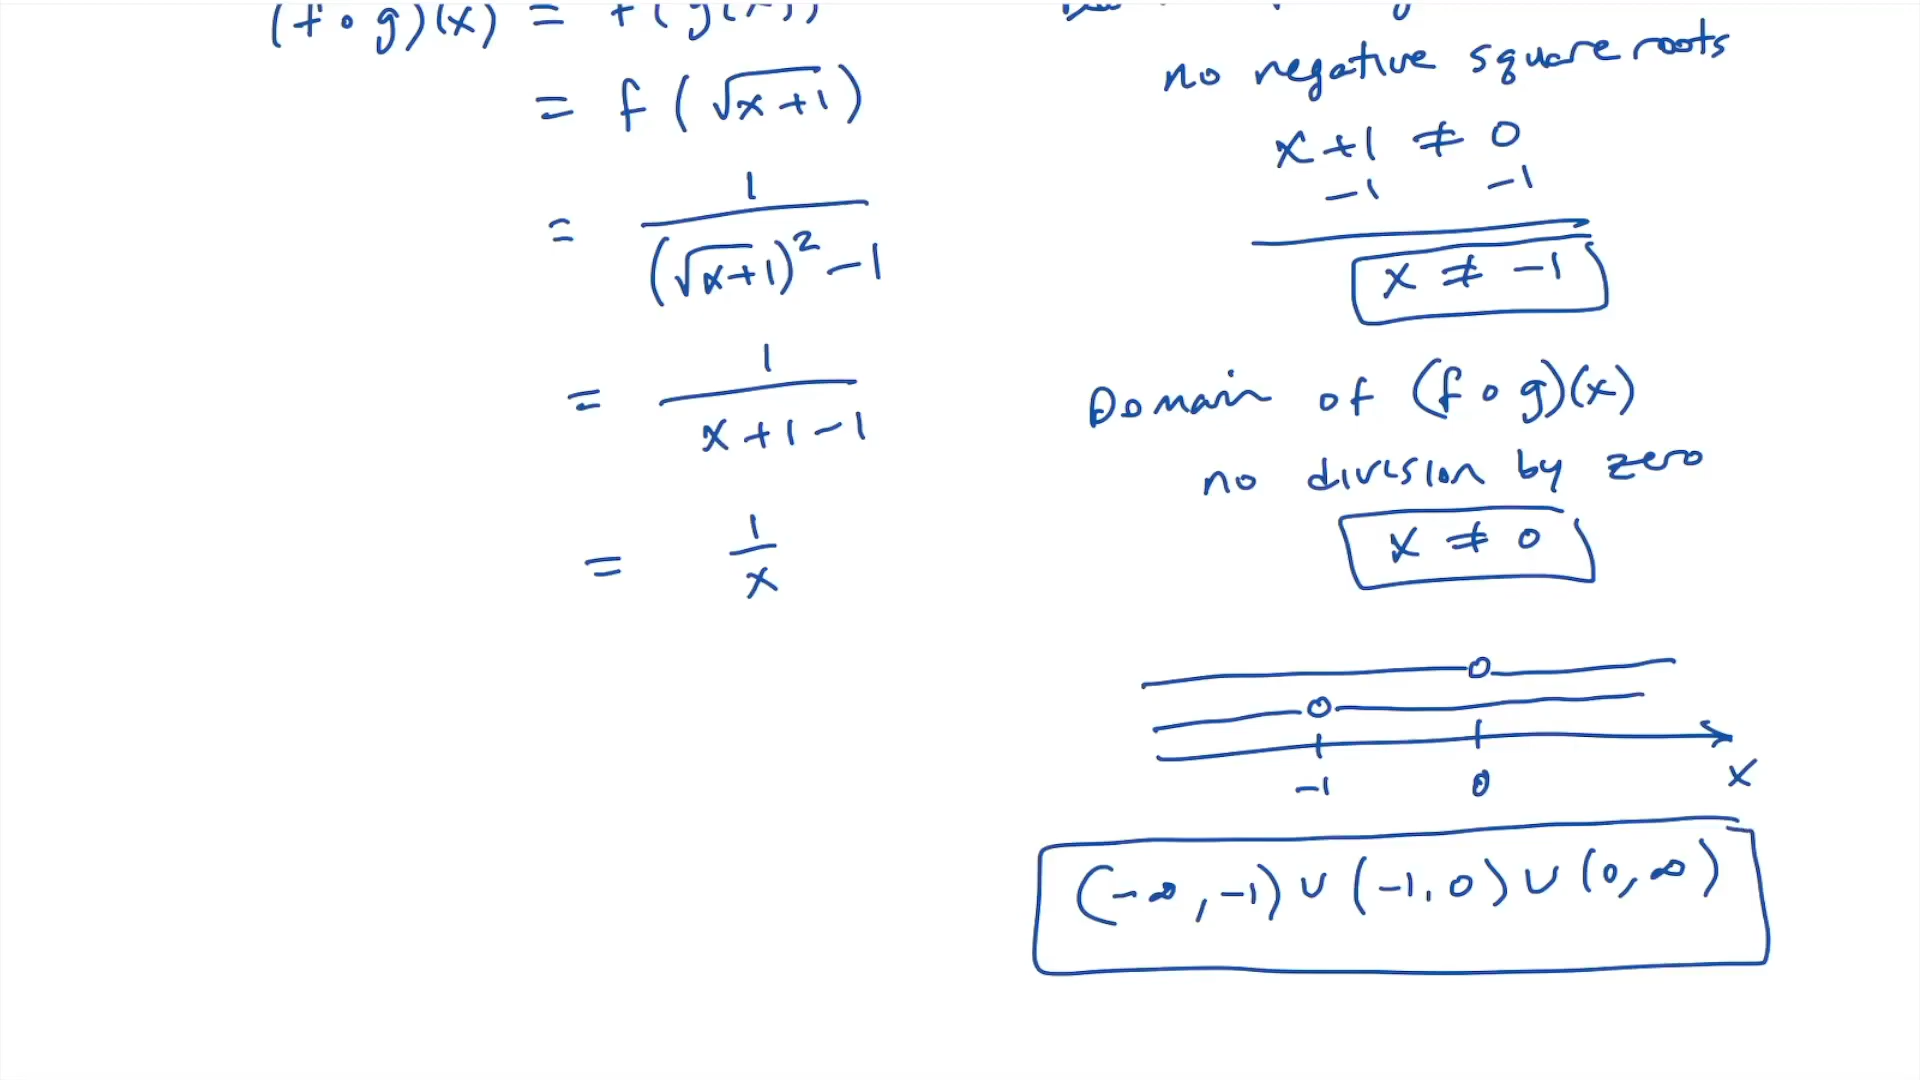 (f ∘ g)(x) = f(g(x))
= f(√(x+1))
= 1/((√(x+1))² − 1)
= 1/(x+1−1)
= 1/x
no negative square roots
x+1 ≠ 0
−1 −1
x ≠ −1
Domain of (f ∘ g)(x)
no division by zero
x ≠ 0
−1 0 x
(−∞, −1) ∪ (−1, 0) ∪ (0, ∞)